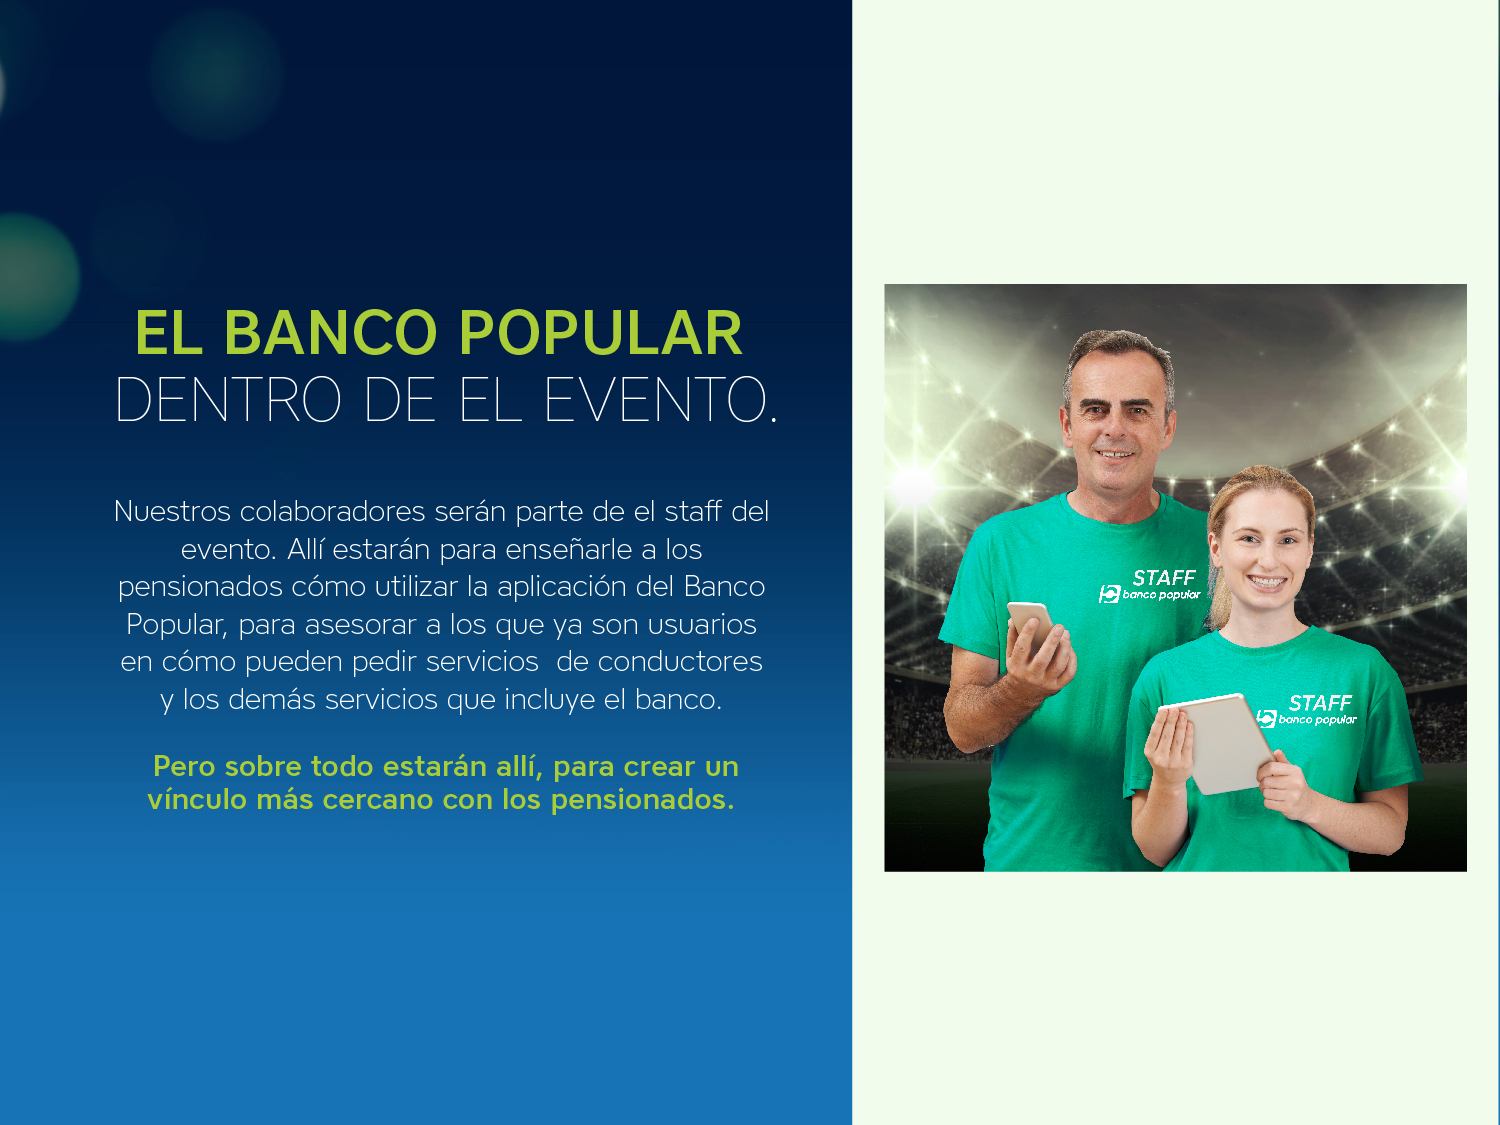 EL BANCO POPULAR
DENTRO DE EL EVENTO.
Nuestros colaboradores serán parte de el staff del
evento. Allí estarán para enseñarle a los
pensionados cómo utilizar la aplicación del Banco
Popular, para asesorar a los que ya son usuarios
en cómo pueden pedir servicios  de conductores
y los demás servicios que incluye el banco.
Pero sobre todo estarán allí, para crear un
vínculo más cercano con los pensionados.
STAFF
banco popular
STAFF
banco popular